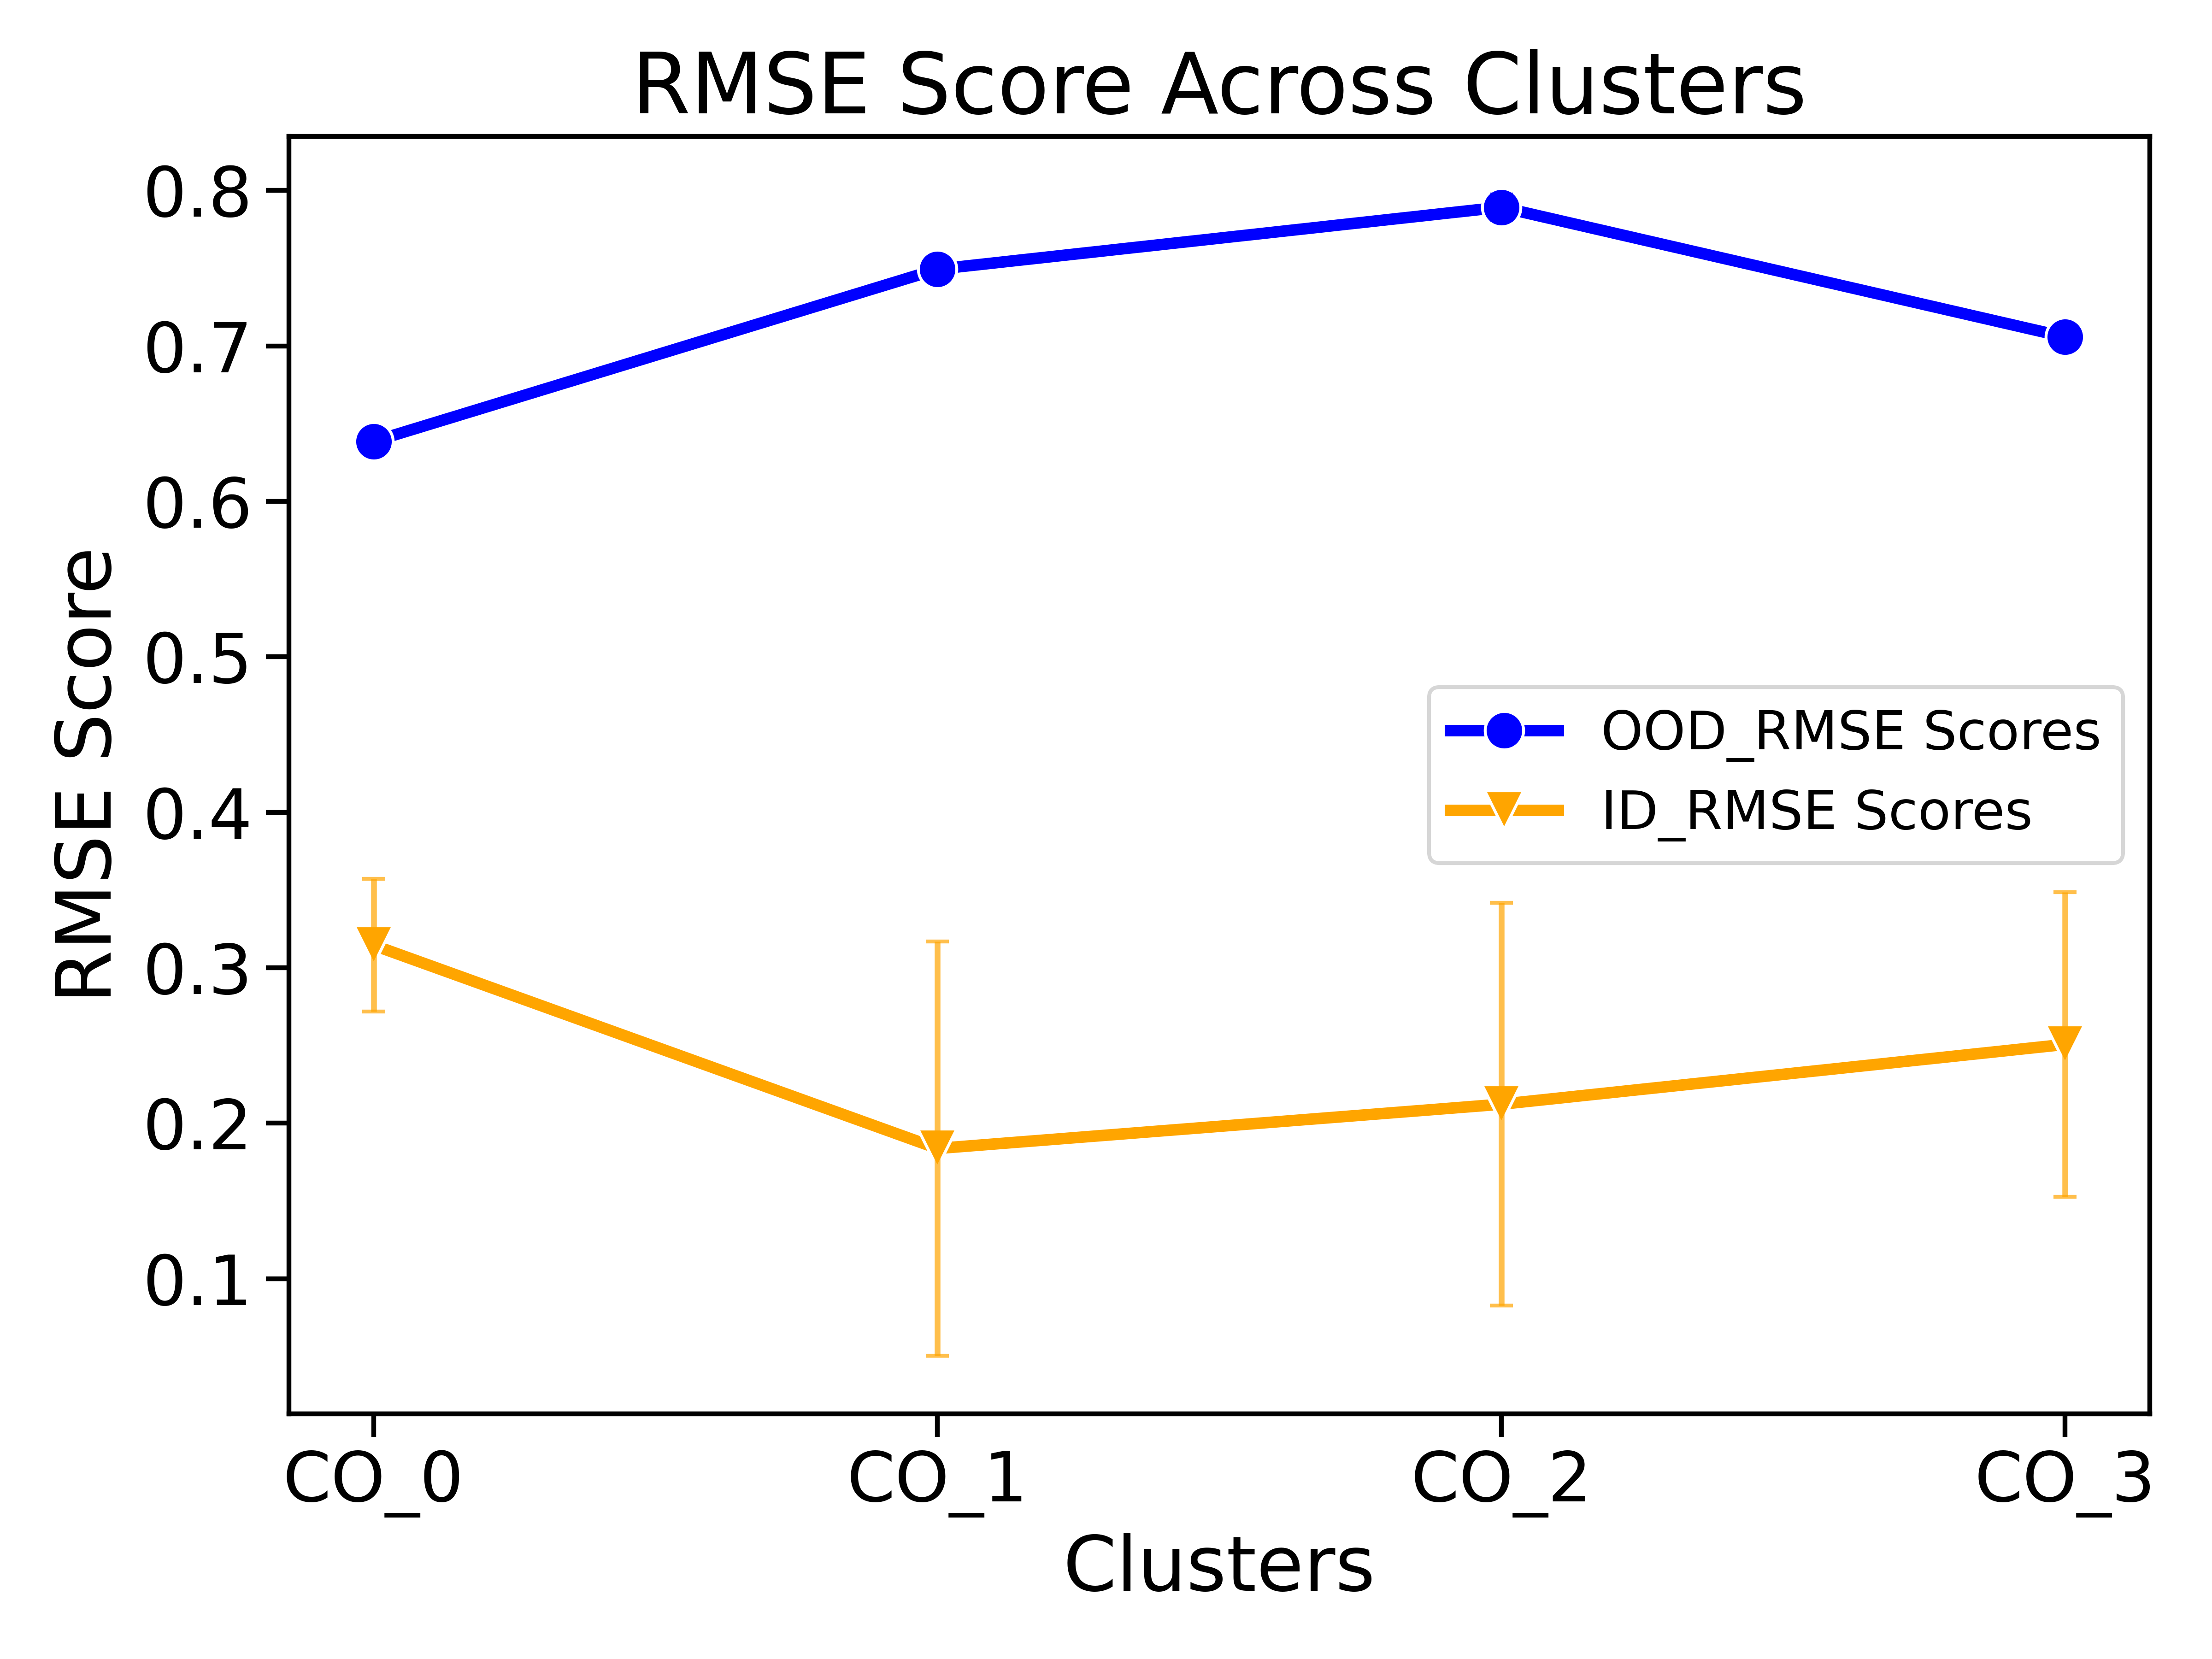 RMSE Score Across Clusters
RMSE Score
0.8
0.7
0.6
0.5
0.4
0.3
0.2
0.1
OOD_RMSE Scores
ID_RMSE Scores
CO_0 CO_1 CO_2 CO_3
Clusters